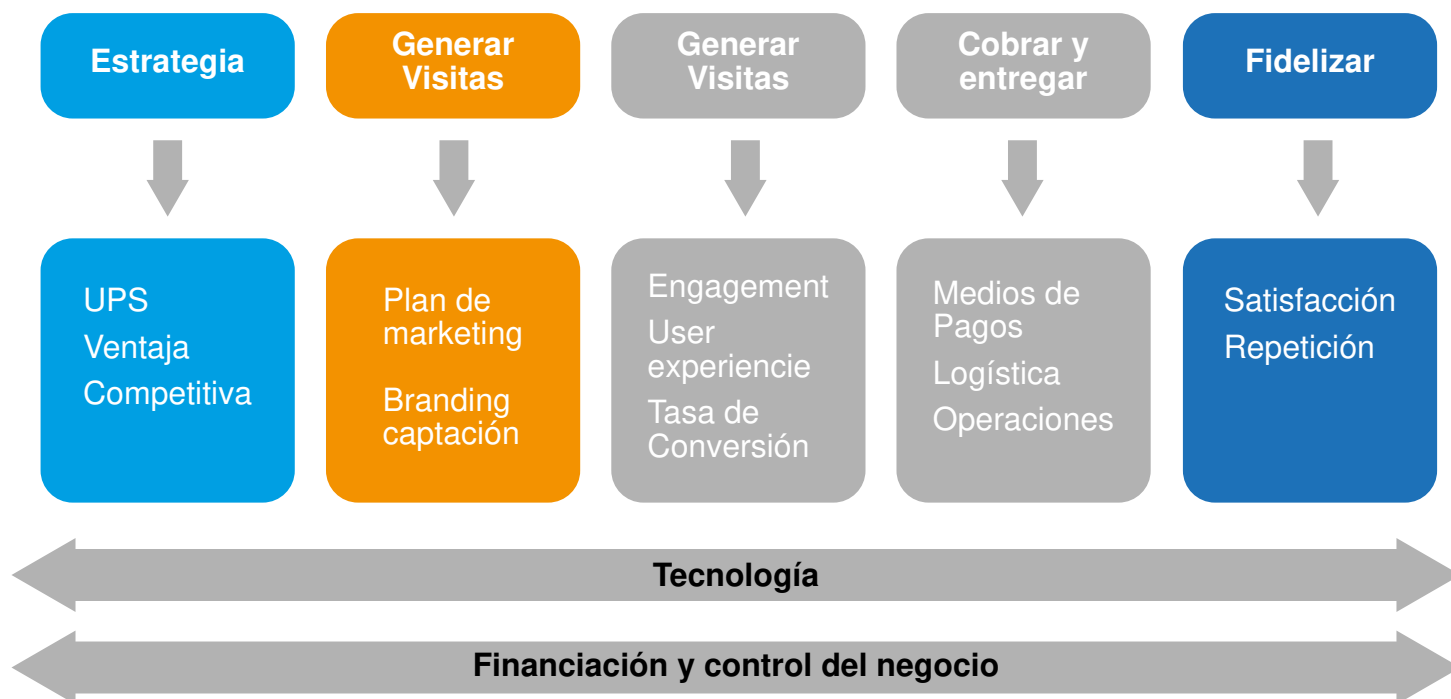 Estrategia
Generar
Visitas
Generar
Visitas
Cobrar y
entregar
Fidelizar
UPS
Ventaja
Competitiva
Plan de
marketing
Branding
captación
Engagement
User
experiencie
Tasa de
Conversión
Medios de
Pagos
Logística
Operaciones
Satisfacción
Repetición
Tecnología
Financiación y control del negocio